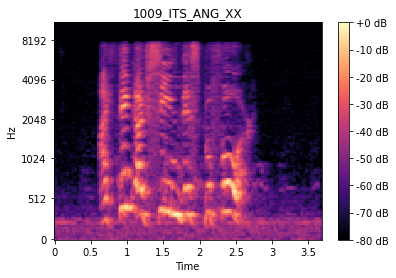 1009_ITS_ANG_XX
8192
4096
2048
1024
512
0
Hz
0 0.5 1 1.5 2 2.5 3 3.5
Time
+0 dB
-10 dB
-20 dB
-30 dB
-40 dB
-50 dB
-60 dB
-70 dB
-80 dB